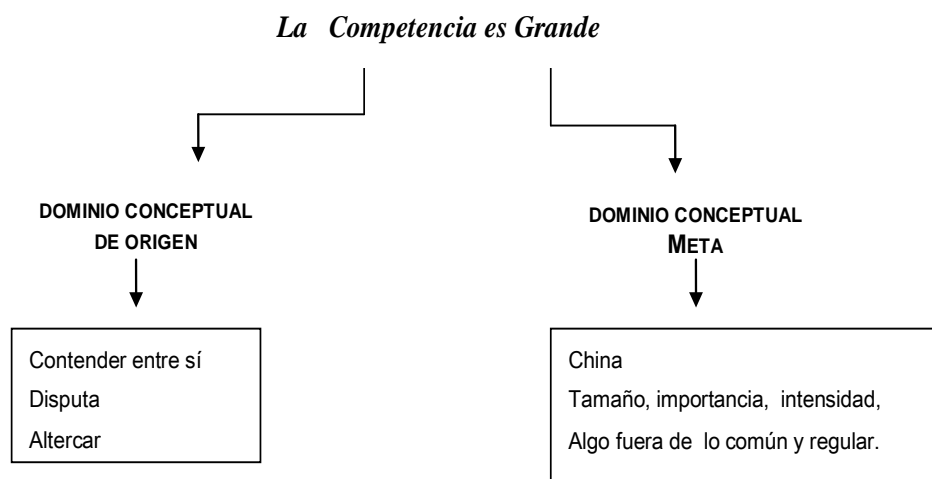 La Competencia es Grande
DOMINIO CONCEPTUAL
DE ORIGEN
Contender entre sí
Disputa
Altercar
DOMINIO CONCEPTUAL
META
China
Tamaño, importancia, intensidad,
Algo fuera de lo común y regular.